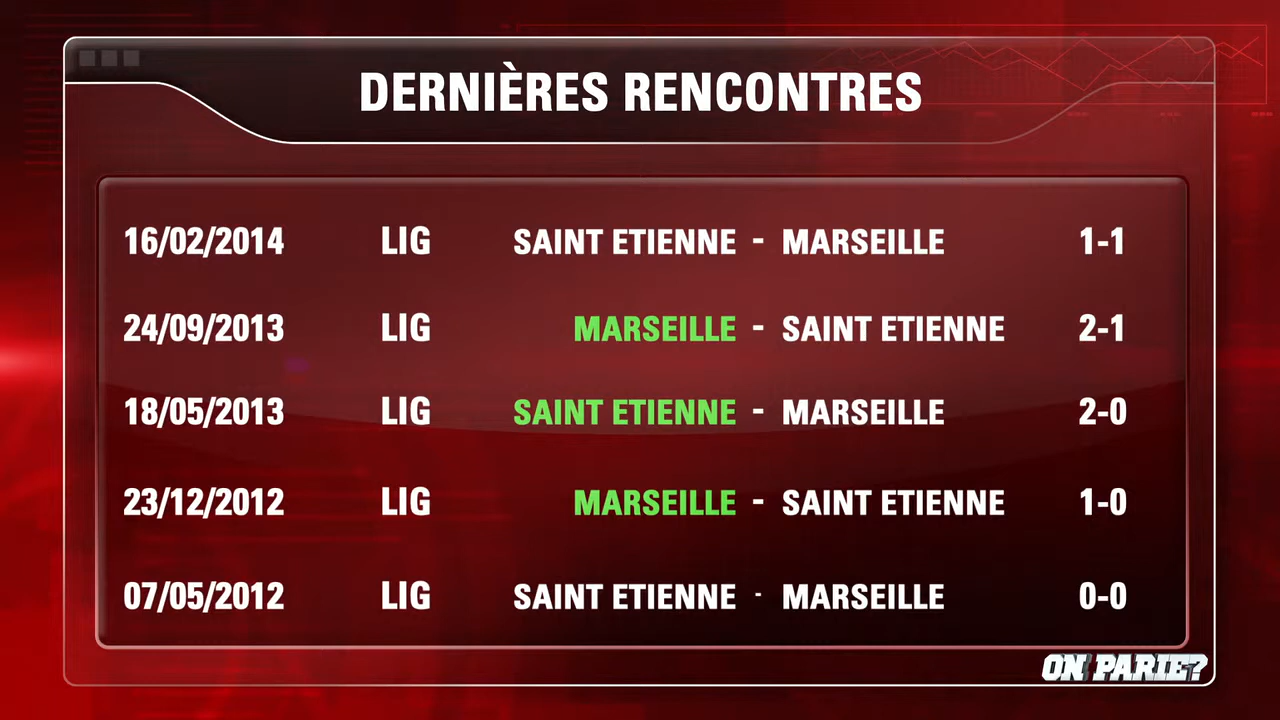 DERNIÈRES RENCONTRES
16/02/2014 LIG SAINT ETIENNE - MARSEILLE 1-1
24/09/2013 LIG MARSEILLE - SAINT ETIENNE 2-1
18/05/2013 LIG SAINT ETIENNE - MARSEILLE 2-0
23/12/2012 LIG MARSEILLE - SAINT ETIENNE 1-0
07/05/2012 LIG SAINT ETIENNE - MARSEILLE 0-0
ON PARIE?